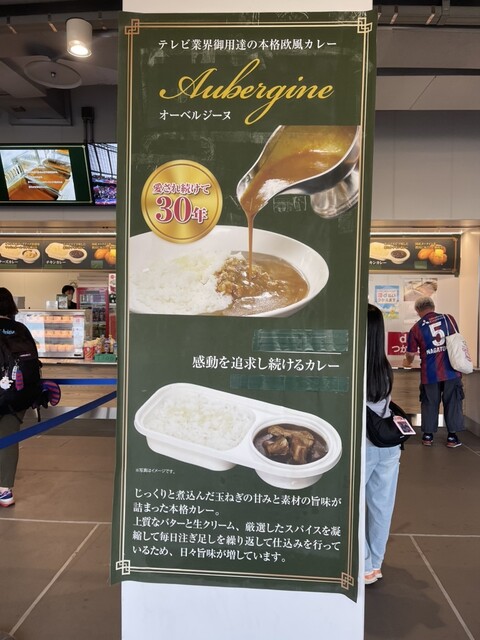 テレビ業界御用達の本格欧風カレー
Aubergine
オーベルジーヌ
愛され続けて
30年
感動を追求し続けるカレー
※写真はイメージです。
じっくりと煮込んだ玉ねぎの甘みと素材の旨味が
詰まった本格カレー。
上質なバターと生クリーム、厳選したスパイスを凝
縮して毎日注ぎ足しを繰り返して仕込みを行って
いるため、日々旨味が増しています。
5
NAGATO